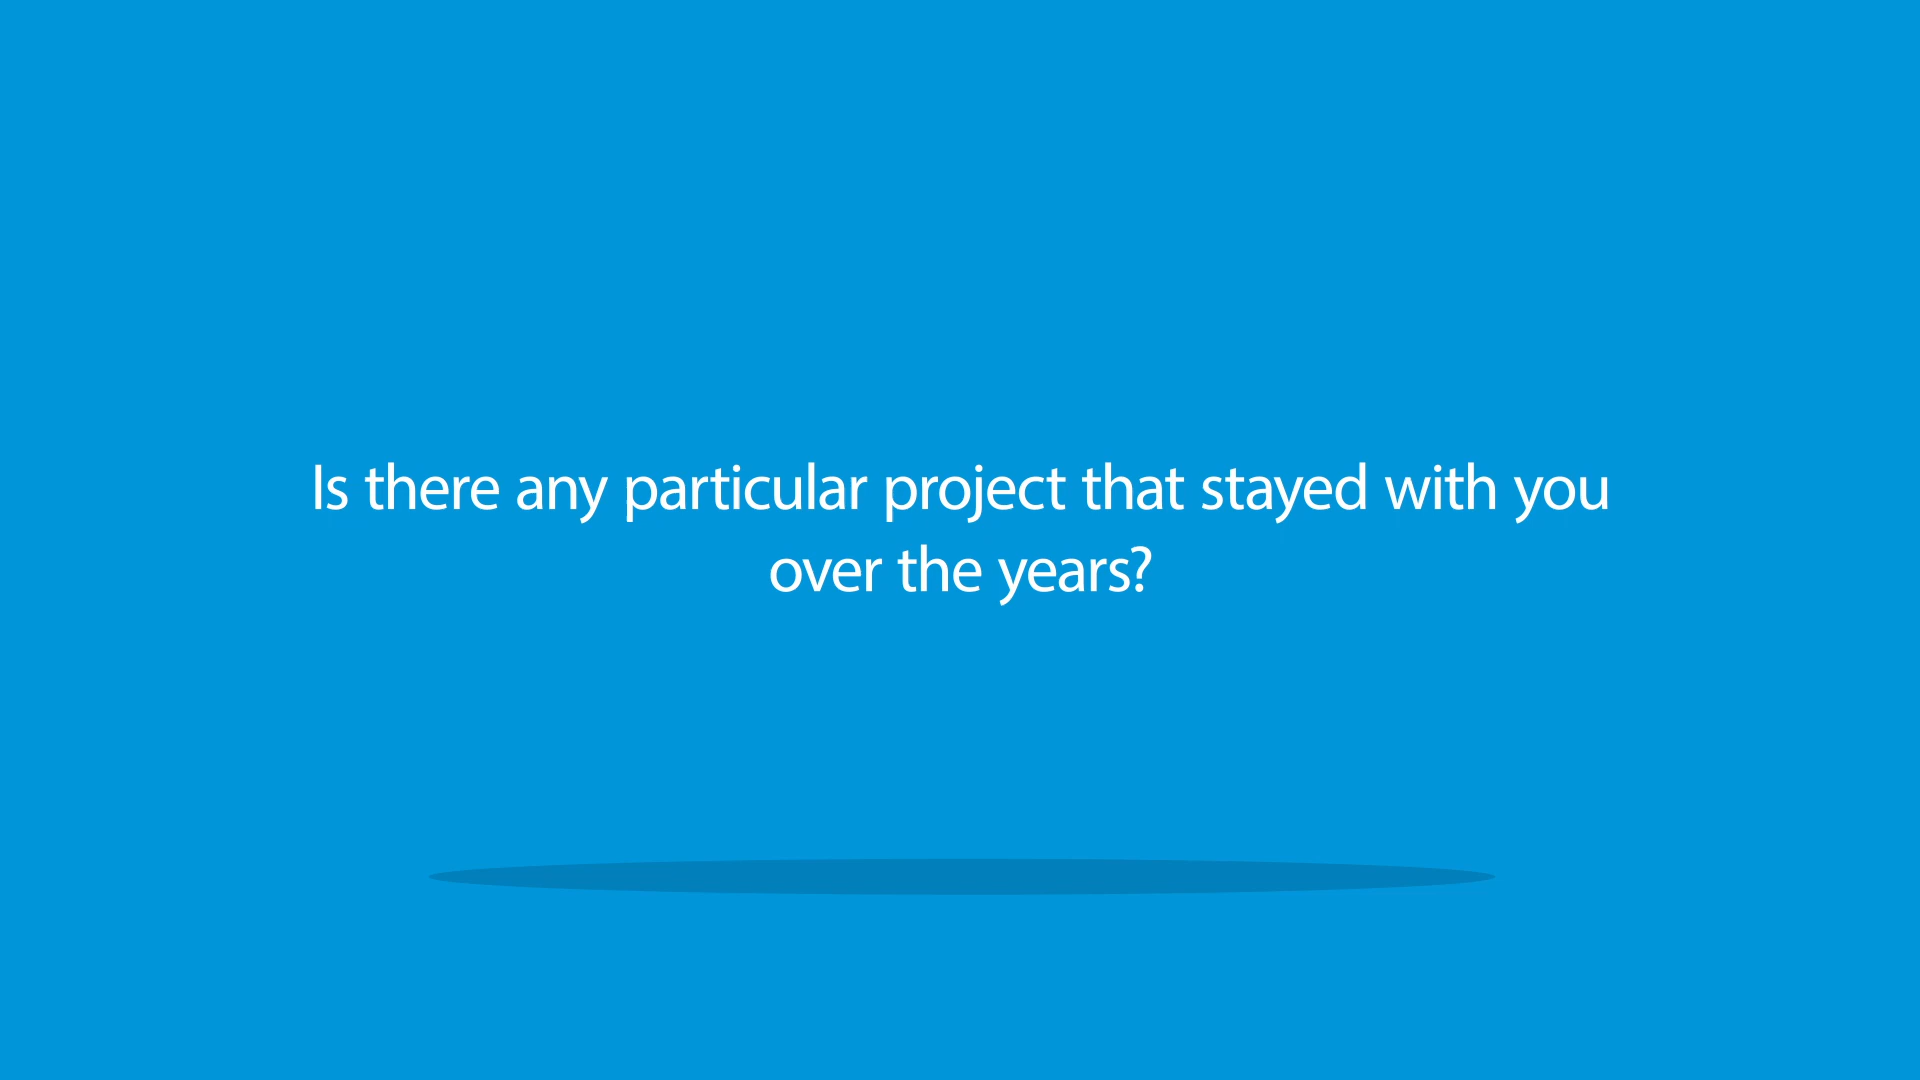 Is there any particular project that stayed with you
over the years?